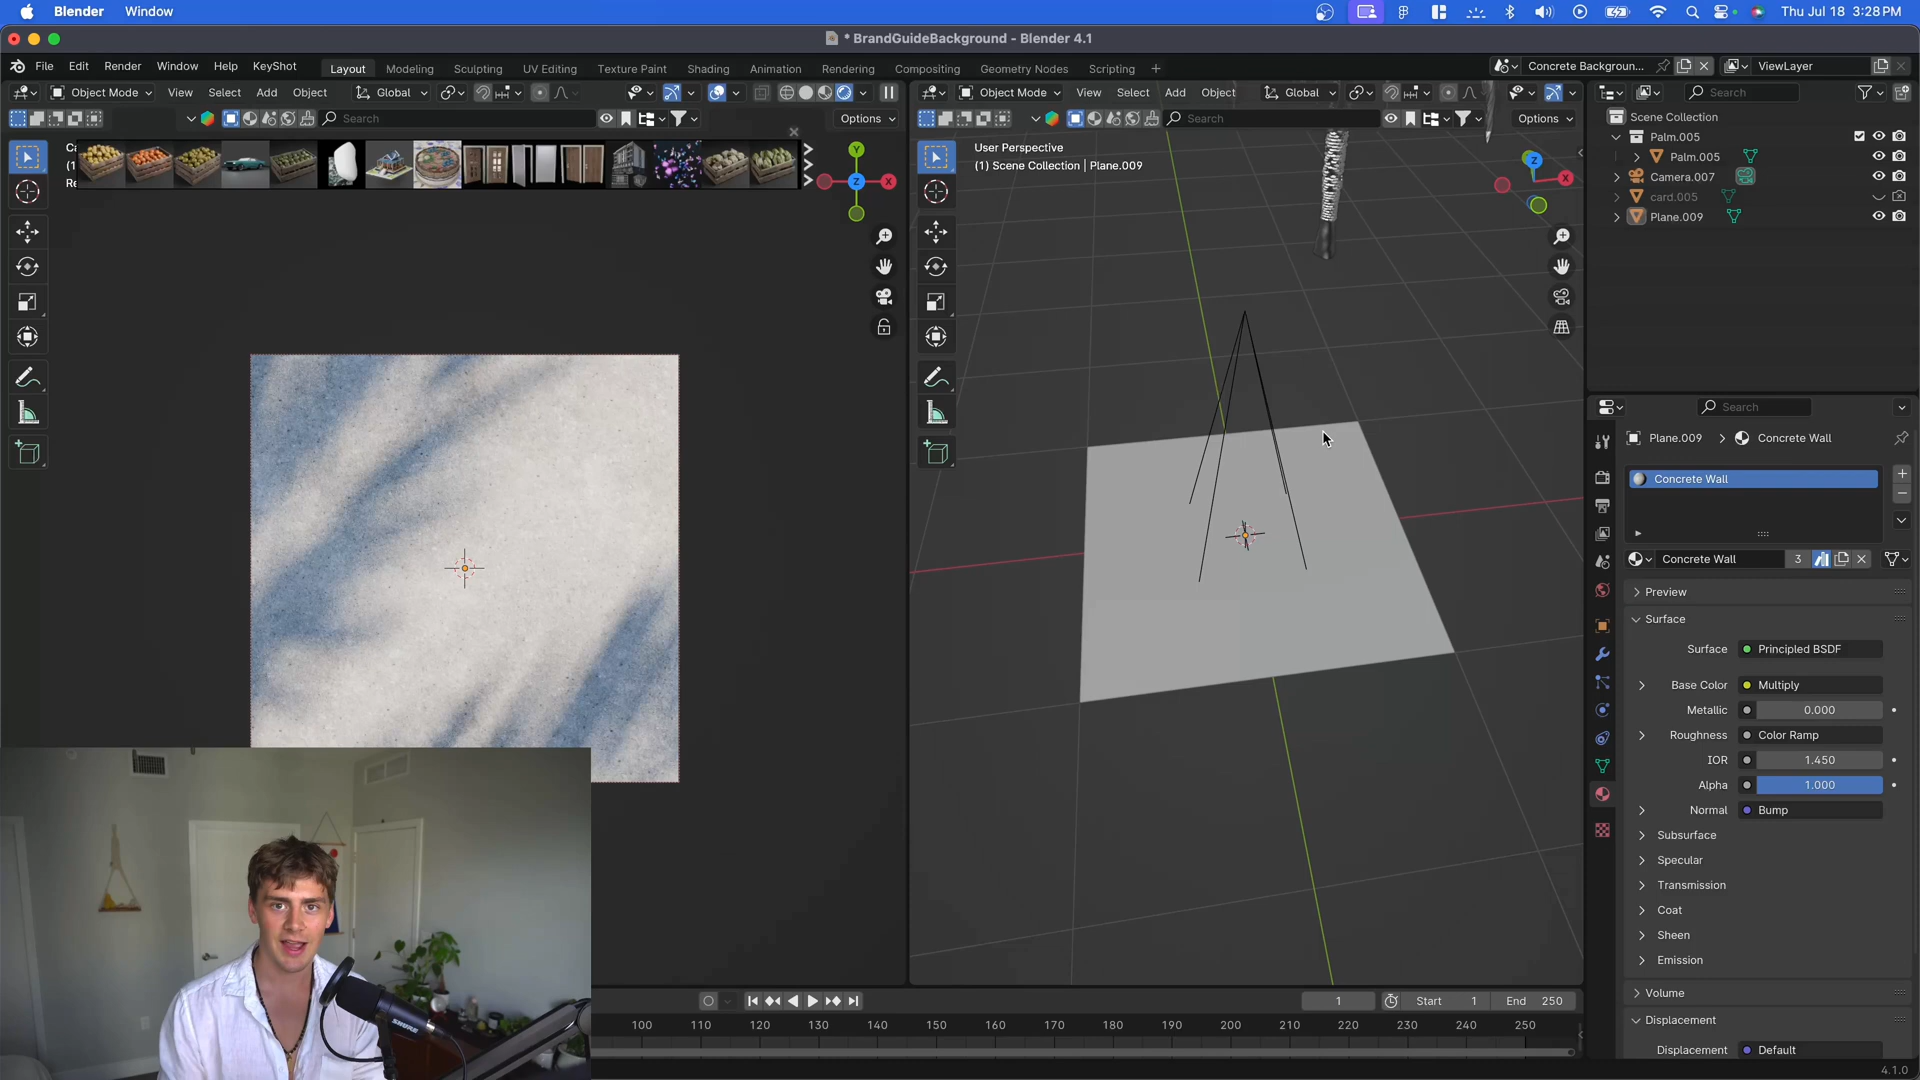 Blender Window Thu Jul 18 3:28 PM
* BrandGuideBackground - Blender 4.1
File Edit Render Window Help KeyShot Layout Modeling Sculpting UV Editing Texture Paint Shading Animation Rendering Compositing Geometry Nodes Scripting + Concrete Backgroun... ViewLayer
Object Mode View Select Add Object Global
Object Mode View Select Add Object Global
Search
Search Options
Search Options
Scene Collection
Palm.005
Palm.005
Camera.007
card.005
Plane.009
User Perspective
(1) Scene Collection | Plane.009
Ca
(1
Re
Y
Z
X
Z
X
Search
Plane.009 > Concrete Wall
Concrete Wall
Concrete Wall 3
Preview
Surface
Surface Principled BSDF
Base Color Multiply
Metallic 0.000
Roughness Color Ramp
IOR 1.450
Alpha 1.000
Normal Bump
Subsurface
Specular
Transmission
Coat
Sheen
Emission
Volume
Displacement
Displacement Default
1 Start 1 End 250
100 110 120 130 140 150 160 170 180 190 200 210 220 230 240 250
SHURE
4.1.0